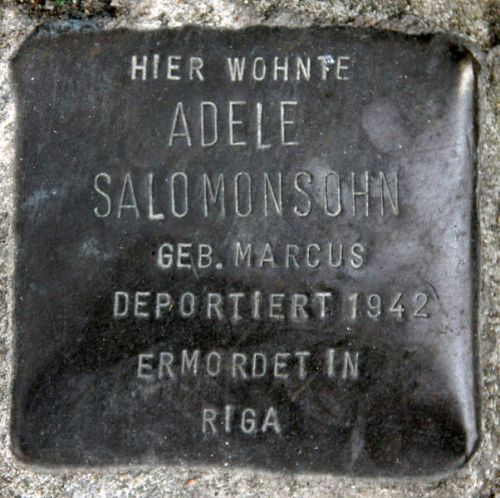 HIER WOHNTE
ADELE
SALOMONSOHN
GEB. MARCUS
DEPORTIERT 1942
ERMORDET IN
RIGA